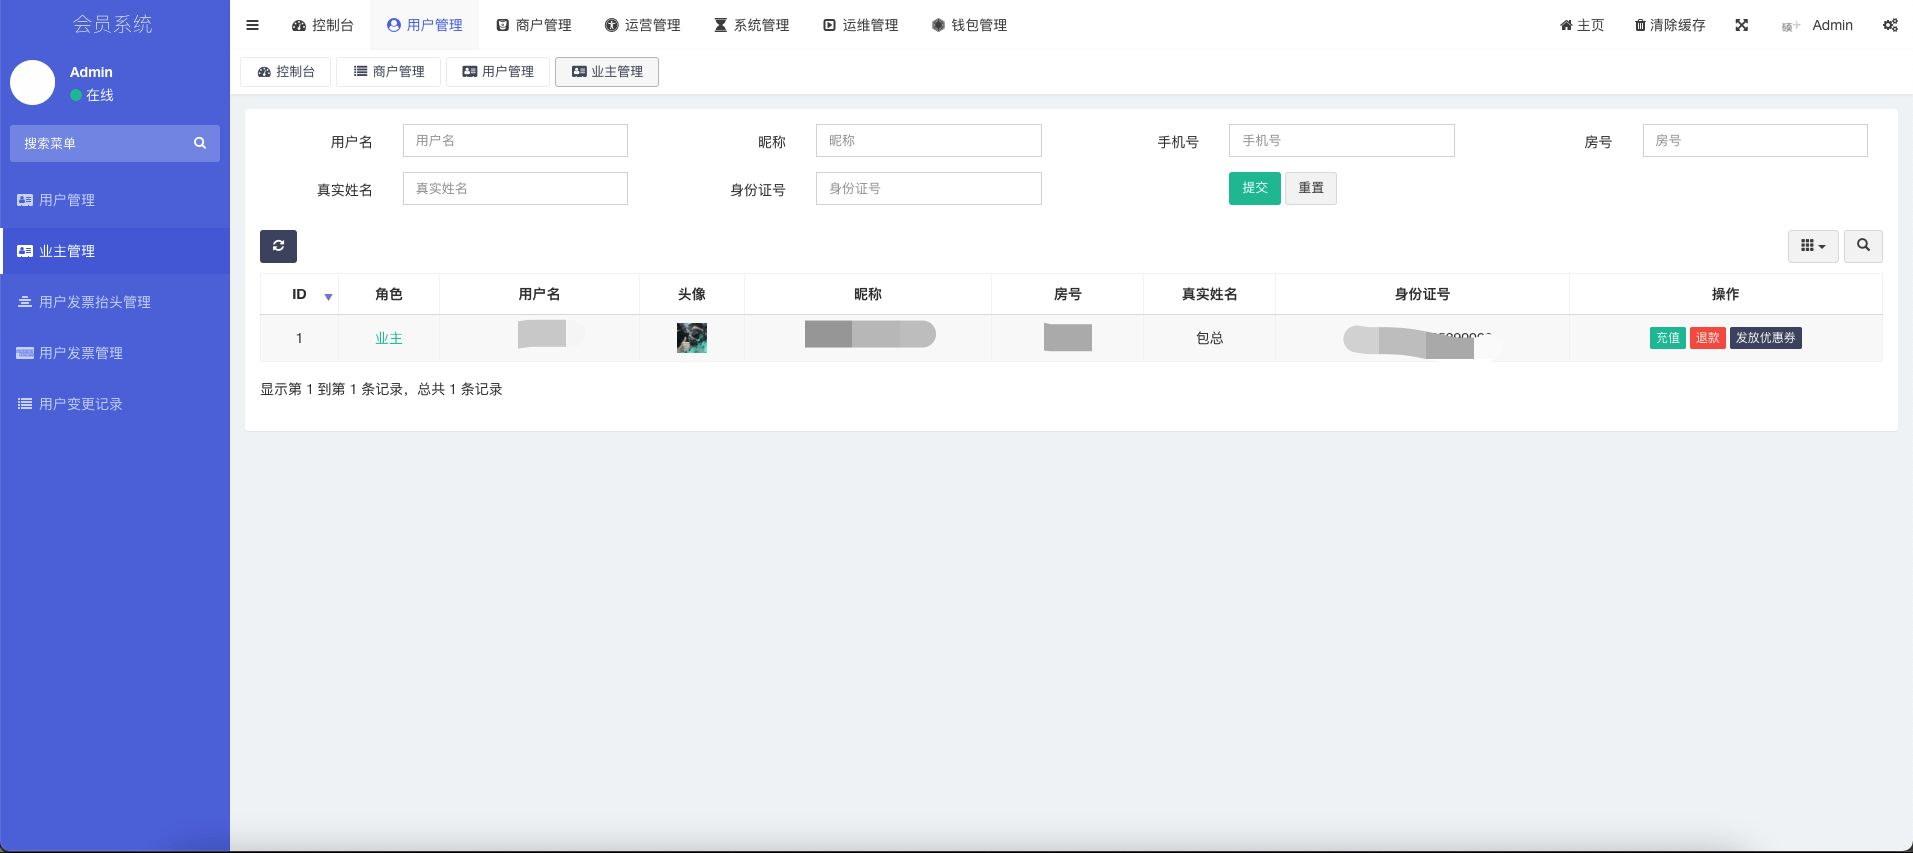 会员系统
控制台
用户管理
商户管理
运营管理
系统管理
运维管理
钱包管理
主页
清除缓存
Admin
Admin
在线
搜索菜单
用户管理
业主管理
用户发票抬头管理
用户发票管理
用户变更记录
控制台
商户管理
用户管理
业主管理
用户名 用户名
昵称 昵称
手机号 手机号
房号 房号
真实姓名 真实姓名
身份证号 身份证号
提交 重置
ID 角色 用户名 头像 昵称 房号 真实姓名 身份证号 操作
1 业主 包总 充值 退款 发放优惠券
显示第 1 到第 1 条记录，总共 1 条记录